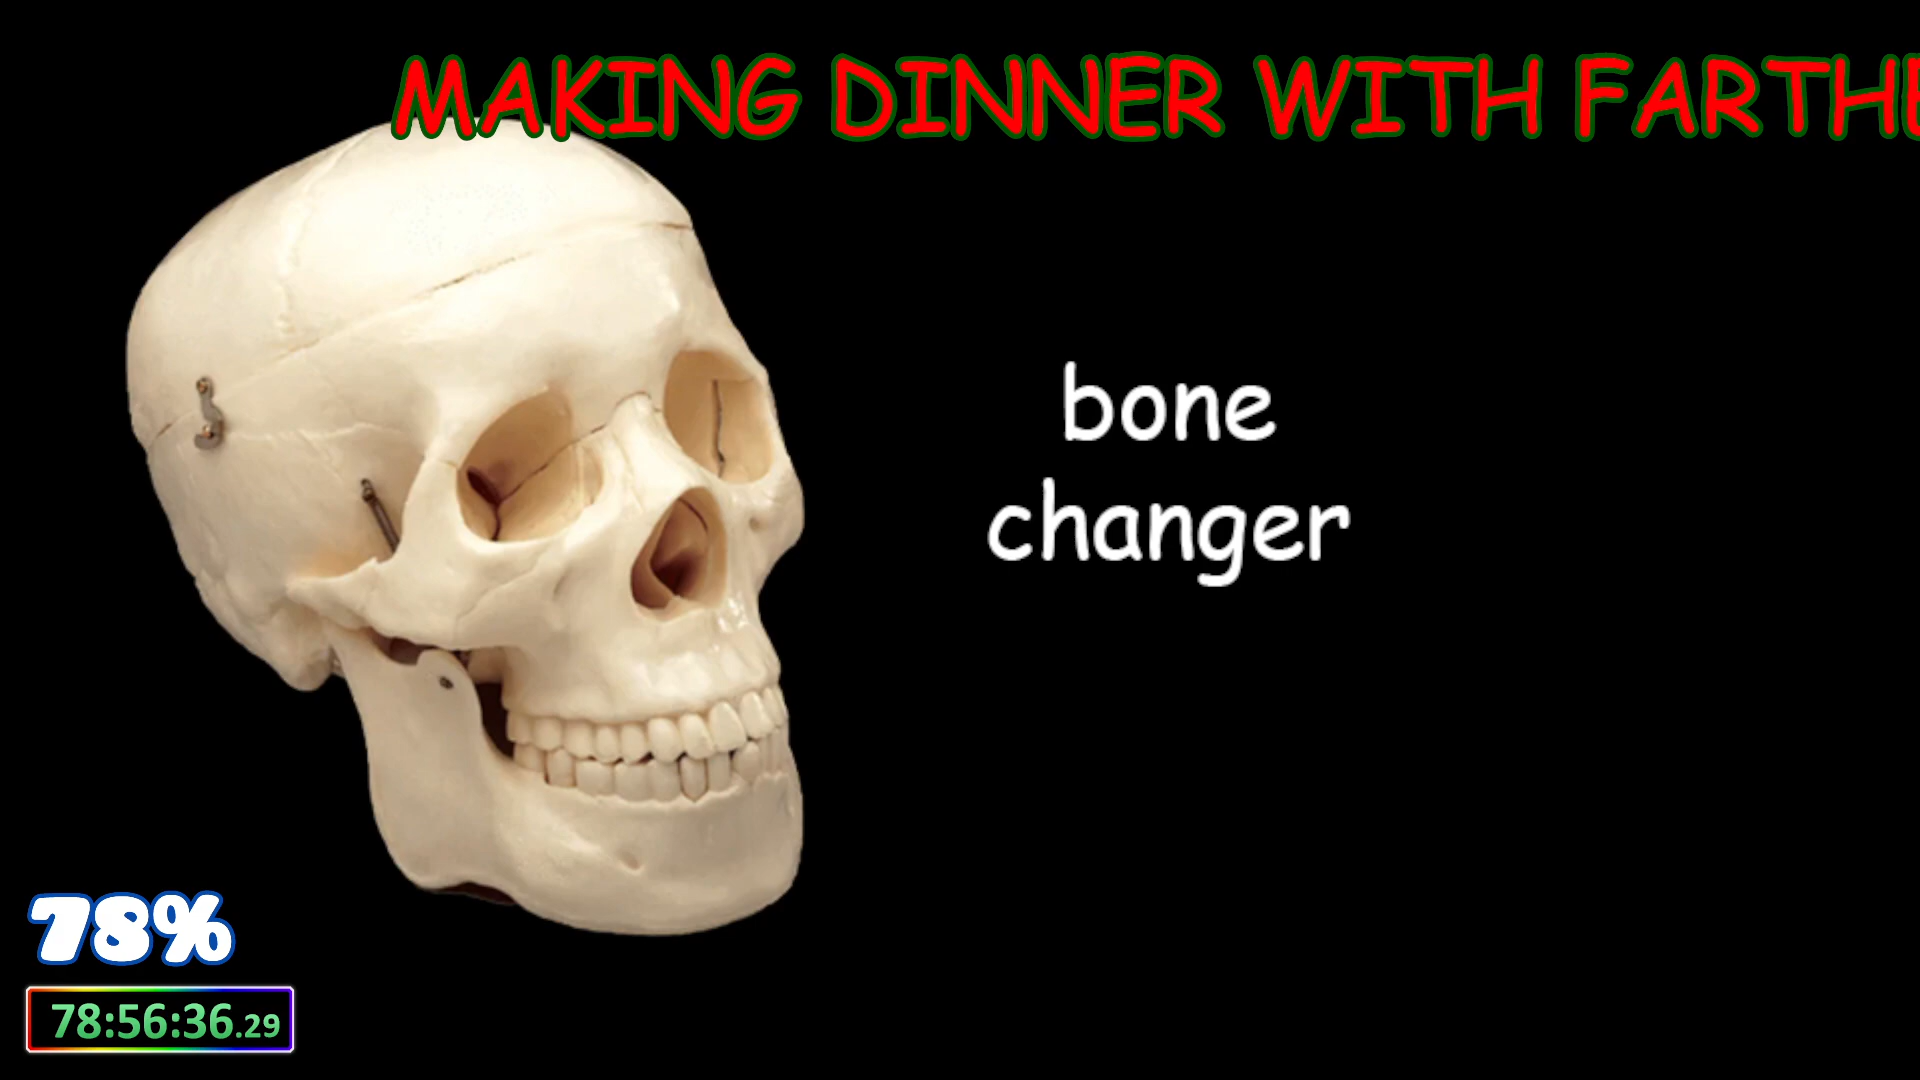 MAKING DINNER WITH FARTHE
bone
changer
78%
78:56:36.29